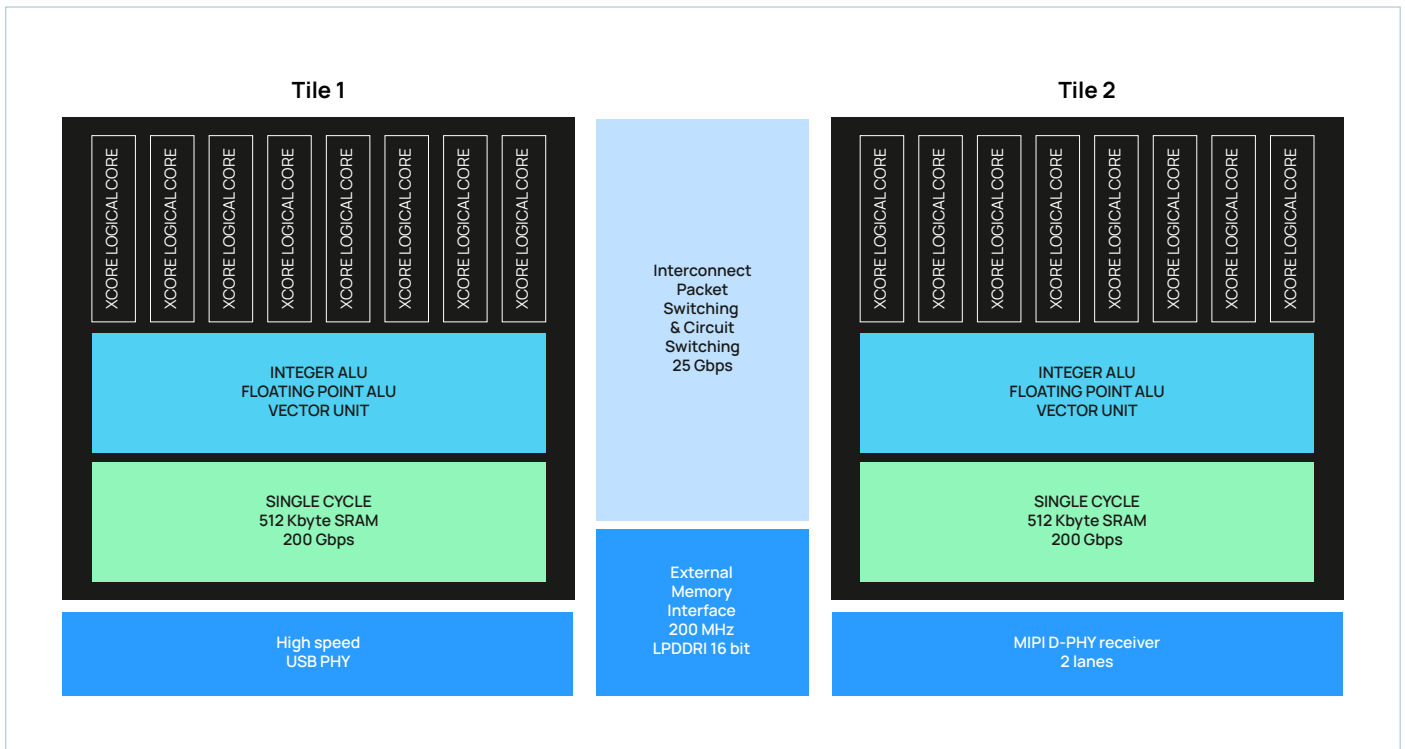 Tile 1
XCORE LOGICAL CORE
XCORE LOGICAL CORE
XCORE LOGICAL CORE
XCORE LOGICAL CORE
XCORE LOGICAL CORE
XCORE LOGICAL CORE
XCORE LOGICAL CORE
XCORE LOGICAL CORE
INTEGER ALU
FLOATING POINT ALU
VECTOR UNIT
SINGLE CYCLE
512 Kbyte SRAM
200 Gbps
High speed
USB PHY
Interconnect
Packet
Switching
& Circuit
Switching
25 Gbps
External
Memory
Interface
200 MHz
LPDDRI 16 bit
Tile 2
XCORE LOGICAL CORE
XCORE LOGICAL CORE
XCORE LOGICAL CORE
XCORE LOGICAL CORE
XCORE LOGICAL CORE
XCORE LOGICAL CORE
XCORE LOGICAL CORE
XCORE LOGICAL CORE
INTEGER ALU
FLOATING POINT ALU
VECTOR UNIT
SINGLE CYCLE
512 Kbyte SRAM
200 Gbps
MIPI D-PHY receiver
2 lanes